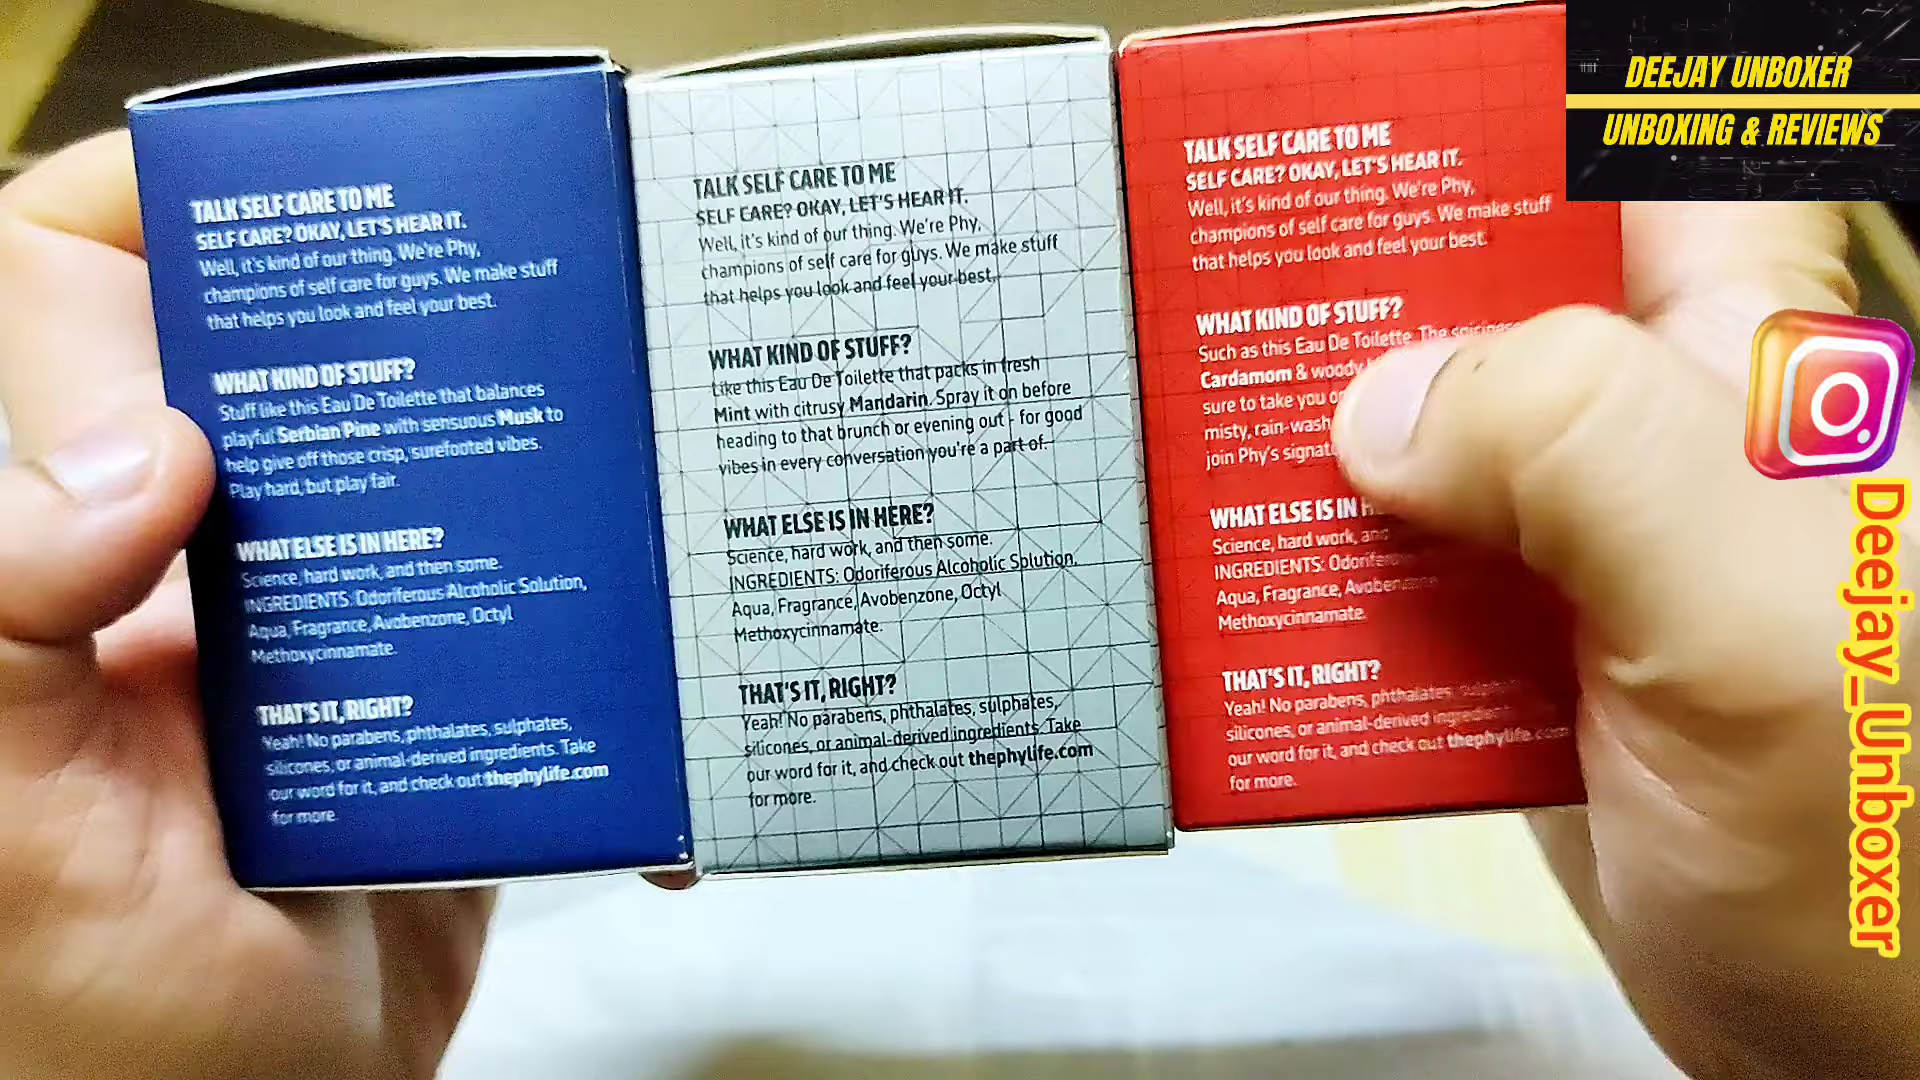 TALK SELF CARE TO ME
SELF CARE? OKAY, LET'S HEAR IT.
Well, it's kind of our thing. We're Phy,
champions of self care for guys. We make stuff
that helps you look and feel your best.
WHAT KIND OF STUFF?
Stuff like this Eau De Toilette that balances
playful Serbian Pine with sensuous Musk to
help give off those crisp, surefooted vibes.
Play hard, but play fair.
WHAT ELSE IS IN HERE?
Science, hard work, and then some.
INGREDIENTS: Odoriferous Alcoholic Solution,
Aqua, Fragrance, Avobenzone, Octyl
Methoxycinnamate.
THAT'S IT, RIGHT?
Yeah! No parabens, phthalates, sulphates,
silicones, or animal-derived ingredients. Take
our word for it, and check out thephylife.com
for more.
TALK SELF CARE TO ME
SELF CARE? OKAY, LET'S HEAR IT.
Well, it's kind of our thing. We're Phy,
champions of self care for guys. We make stuff
that helps you look and feel your best.
WHAT KIND OF STUFF?
Like this Eau De Toilette that packs in fresh
Mint with citrusy Mandarin. Spray it on before
heading to that brunch or evening out - for good
vibes in every conversation you're a part of.
WHAT ELSE IS IN HERE?
Science, hard work, and then some.
INGREDIENTS: Odoriferous Alcoholic Solution,
Aqua, Fragrance, Avobenzone, Octyl
Methoxycinnamate.
THAT'S IT, RIGHT?
Yeah! No parabens, phthalates, sulphates,
silicones, or animal-derived ingredients. Take
our word for it, and check out thephylife.com
for more.
TALK SELF CARE TO ME
SELF CARE? OKAY, LET'S HEAR IT.
Well, it's kind of our thing. We're Phy,
champions of self care for guys. We make stuff
that helps you look and feel your best.
WHAT KIND OF STUFF?
Such as this Eau De Toilette. The
Cardamom & woody
sure to take you
misty,
join Phy's
WHAT ELSE IS IN
Science, hard work, and
INGREDIENTS:
Aqua, Fragrance, Avobenzone,
Methoxycinnamate.
THAT'S IT, RIGHT?
Yeah! No parabens, phthalates,
silicones, or animal-derived
our word for it, and check out thephylife.com
for more.
DEEJAY UNBOXER
UNBOXING & REVIEWS
Deejay_Unboxer